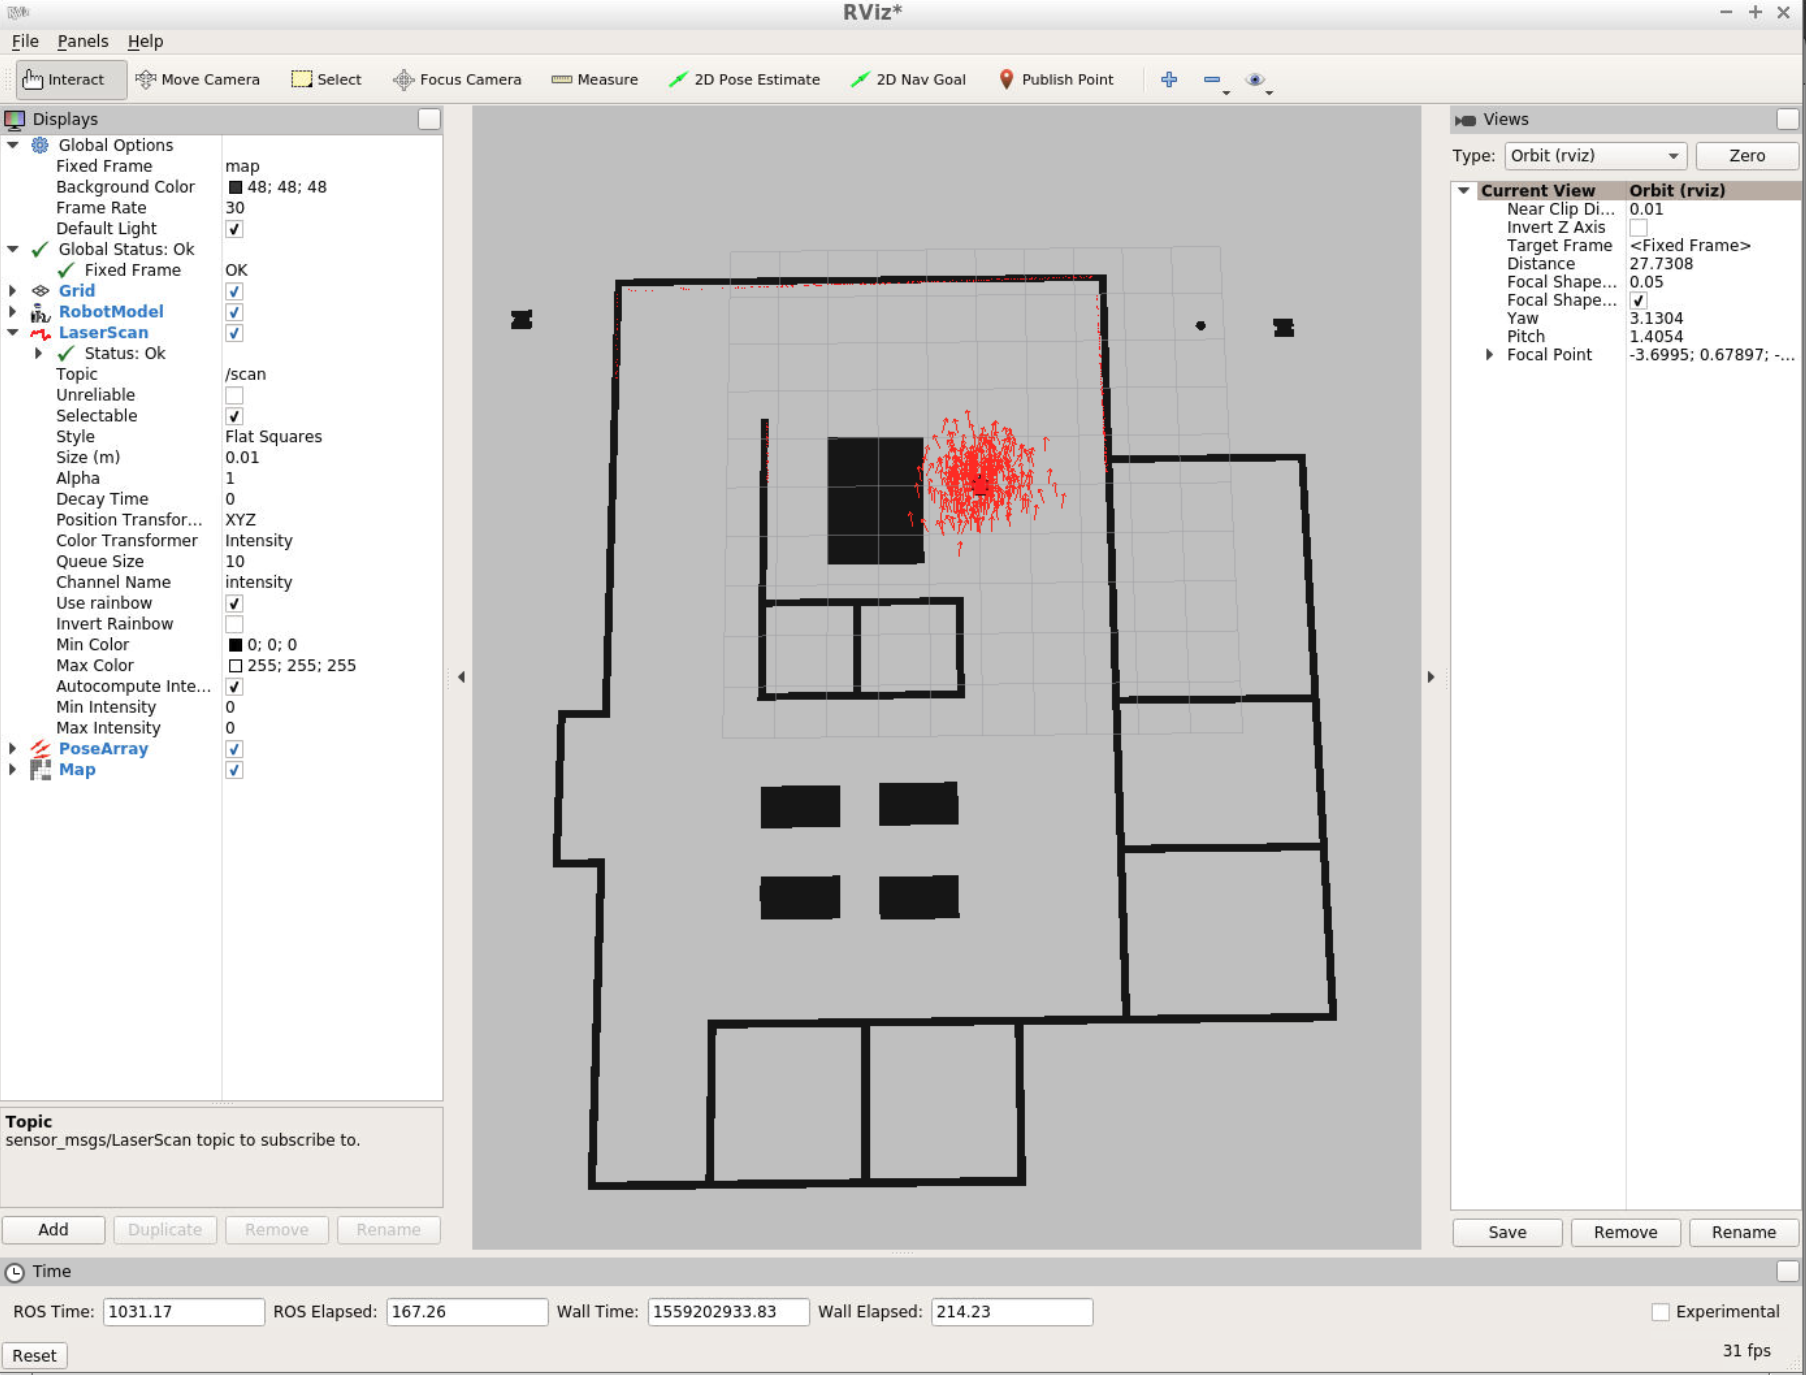 RViz*
File Panels Help
Interact Move Camera Select Focus Camera Measure 2D Pose Estimate 2D Nav Goal Publish Point
Displays
Global Options
Fixed Frame map
Background Color 48; 48; 48
Frame Rate 30
Default Light
Global Status: Ok
Fixed Frame OK
Grid
RobotModel
LaserScan
Status: Ok
Topic /scan
Unreliable
Selectable
Style Flat Squares
Size (m) 0.01
Alpha 1
Decay Time 0
Position Transfor... XYZ
Color Transformer Intensity
Queue Size 10
Channel Name intensity
Use rainbow
Invert Rainbow
Min Color 0; 0; 0
Max Color 255; 255; 255
Autocompute Inte...
Min Intensity 0
Max Intensity 0
PoseArray
Map
Topic
sensor_msgs/LaserScan topic to subscribe to.
Add Duplicate Remove Rename
Views
Type: Orbit (rviz) Zero
Current View Orbit (rviz)
Near Clip Di... 0.01
Invert Z Axis
Target Frame <Fixed Frame>
Distance 27.7308
Focal Shape... 0.05
Focal Shape...
Yaw 3.1304
Pitch 1.4054
Focal Point -3.6995; 0.67897; -...
Save Remove Rename
Time
ROS Time: 1031.17 ROS Elapsed: 167.26 Wall Time: 1559202933.83 Wall Elapsed: 214.23 Experimental
Reset 31 fps